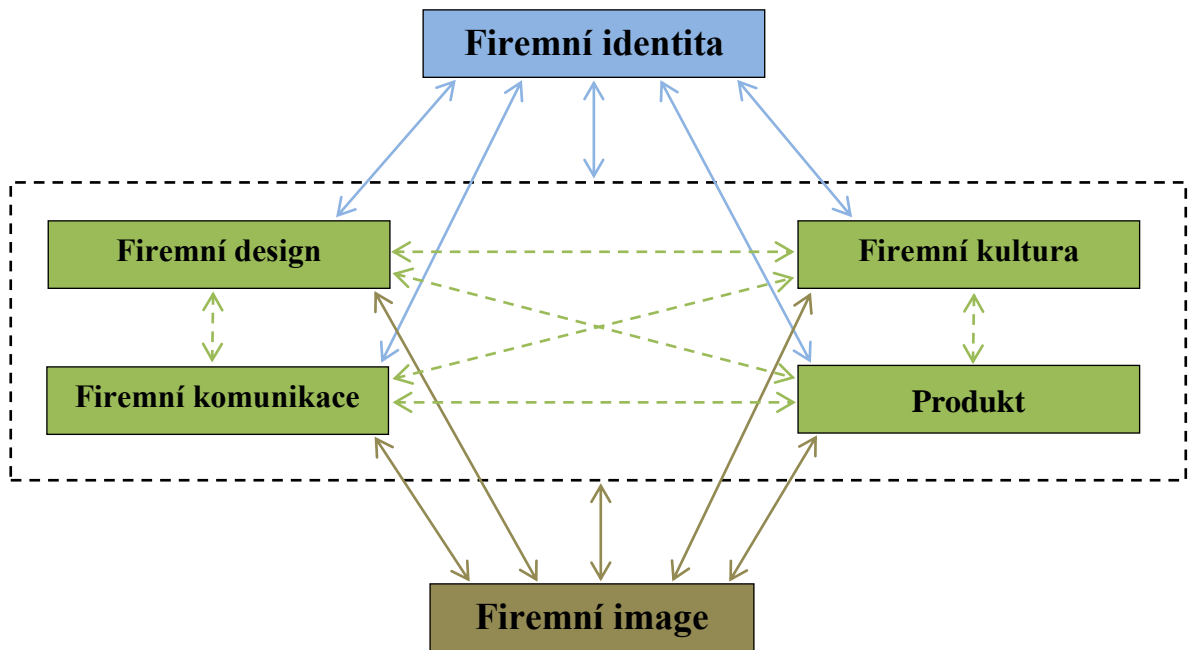 Firemní identita
Firemní design
Firemní kultura
Firemní komunikace
Produkt
Firemní image